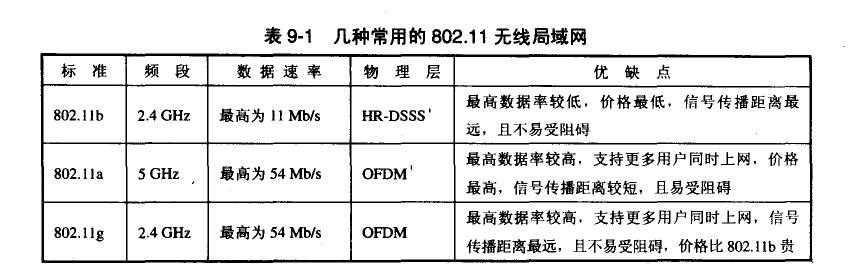 表 9-1 几种常用的 802.11 无线局域网
标 准 频 段 数 据 速 率 物 理 层 优 缺 点
802.11b 2.4 GHz 最高为 11 Mb/s HR-DSSS 最高数据率较低，价格最低，信号传播距离最
远，且不易受阻碍
802.11a 5 GHz 最高为 54 Mb/s OFDM 最高数据率较高，支持更多用户同时上网，价格
最高，信号传播距离较短，且易受阻碍
802.11g 2.4 GHz 最高为 54 Mb/s OFDM 最高数据率较高，支持更多用户同时上网，信号
传播距离最远，且不易受阻碍，价格比 802.11b 贵